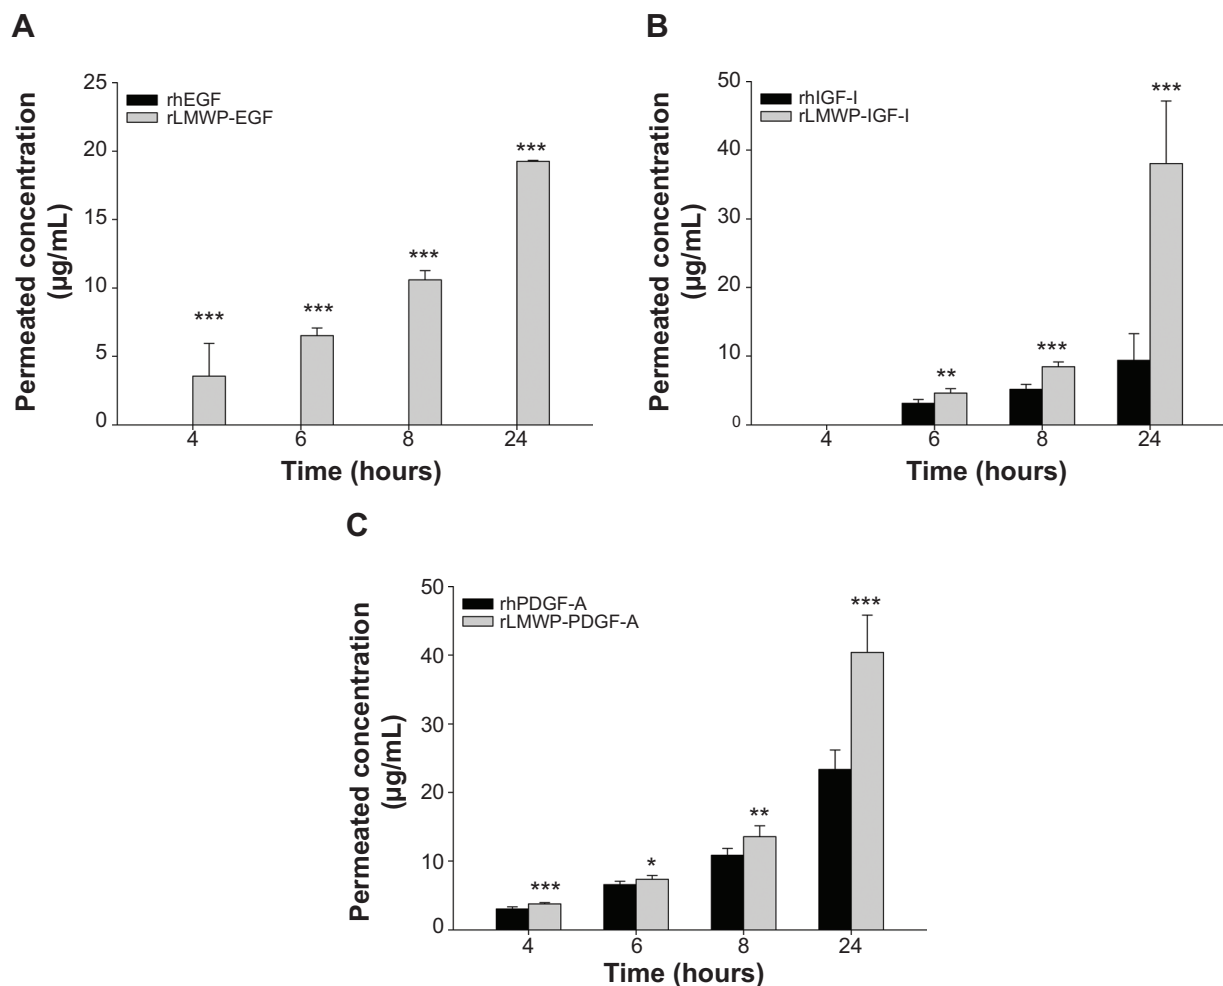 A
Permeated concentration
(µg/mL)
25
20
15
10
5
0
rhEGF
rLMWP-EGF
***
***
***
***
4
6
8
24
Time (hours)
B
Permeated concentration
(µg/mL)
50
40
30
20
10
0
rhIGF-I
rLMWP-IGF-I
**
***
***
4
6
8
24
Time (hours)
C
Permeated concentration
(µg/mL)
50
40
30
20
10
0
rhPDGF-A
rLMWP-PDGF-A
***
*
**
***
4
6
8
24
Time (hours)